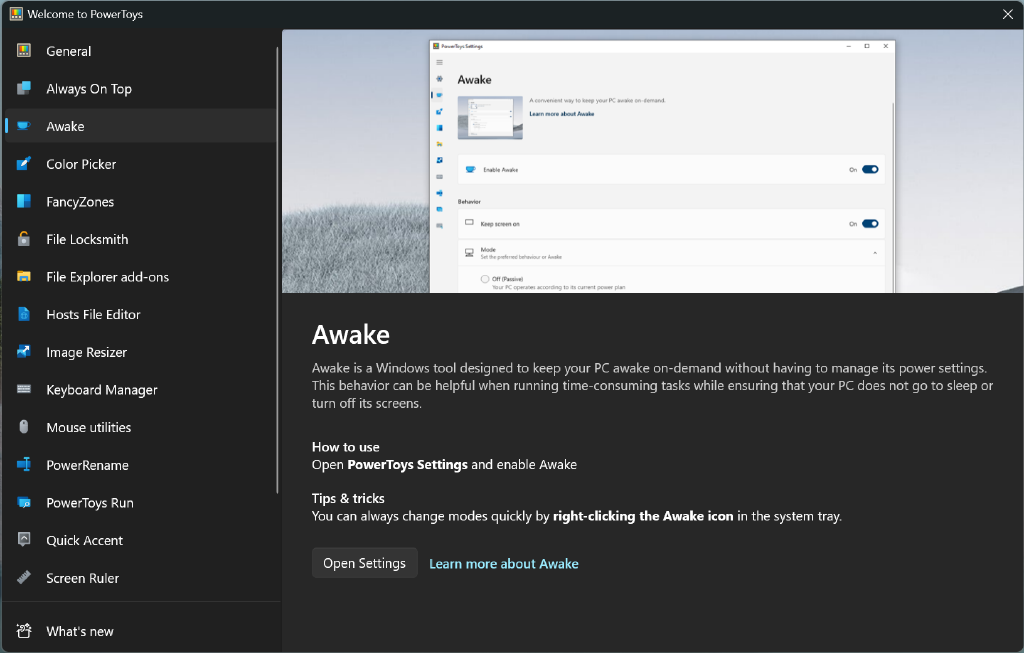 Welcome to PowerToys
General
Always On Top
Awake
Color Picker
FancyZones
File Locksmith
File Explorer add-ons
Hosts File Editor
Image Resizer
Keyboard Manager
Mouse utilities
PowerRename
PowerToys Run
Quick Accent
Screen Ruler
What's new
PowerToys Settings
Awake
A convenient way to keep your PC awake on-demand.
Learn more about Awake
Enable Awake
On
Behavior
Keep screen on
On
Mode
Set the preferred behaviour or Awake
Off (Passive)
Your PC operates according to its current power plan
Awake
Awake is a Windows tool designed to keep your PC awake on-demand without having to manage its power settings.
This behavior can be helpful when running time-consuming tasks while ensuring that your PC does not go to sleep or
turn off its screens.
How to use
Open PowerToys Settings and enable Awake
Tips & tricks
You can always change modes quickly by right-clicking the Awake icon in the system tray.
Open Settings
Learn more about Awake